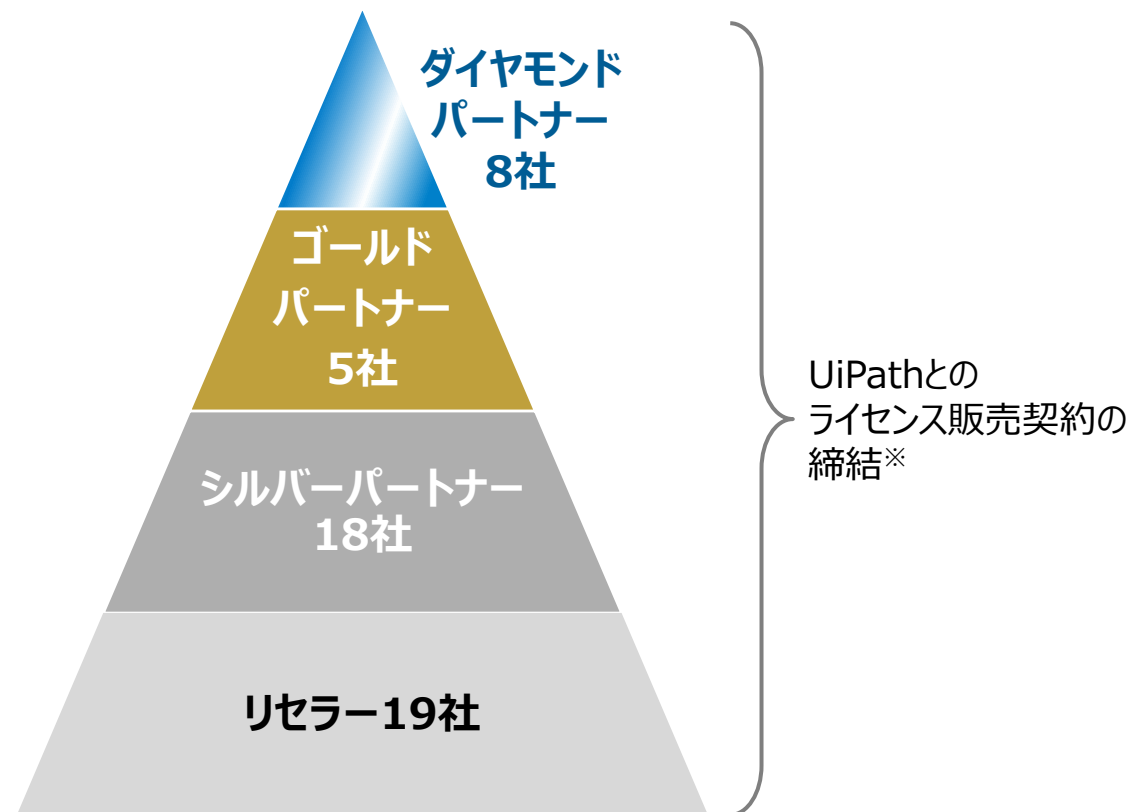 ダイヤモンド
パートナー
8社
ゴールド
パートナー
5社
シルバーパートナー
18社
リセラー19社
UiPathとの
ライセンス販売契約の
締結※